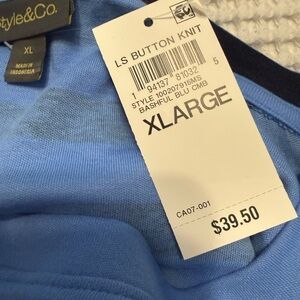 Style&Co.
XL
MADE IN
INDONESIA
LS BUTTON KNIT
1 94137 81032 5
STYLE 100207918MS
BASHFUL BLU CMB
XLARGE
CA07-001
$39.50